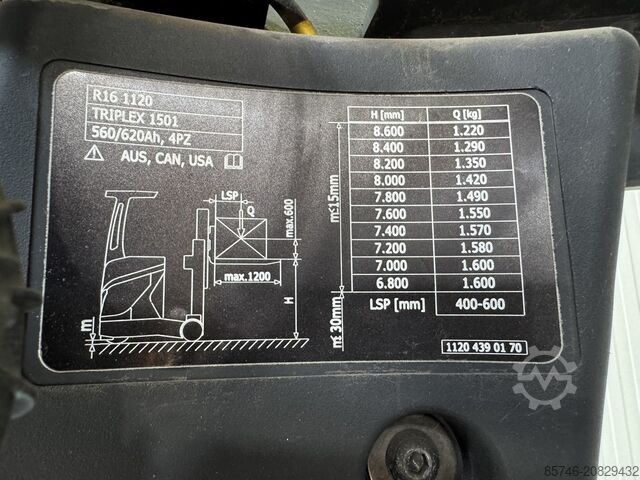 R16 1120
TRIPLEX 1501
560/620Ah, 4PZ
AUS, CAN, USA
LSP
Q
max.600
max.1200
H
m
m≤15mm
m≤30mm
H [mm] Q [kg]
8.600 1.220
8.400 1.290
8.200 1.350
8.000 1.420
7.800 1.490
7.600 1.550
7.400 1.570
7.200 1.580
7.000 1.600
6.800 1.600
LSP [mm] 400-600
1120 439 01 70
85746-20829432